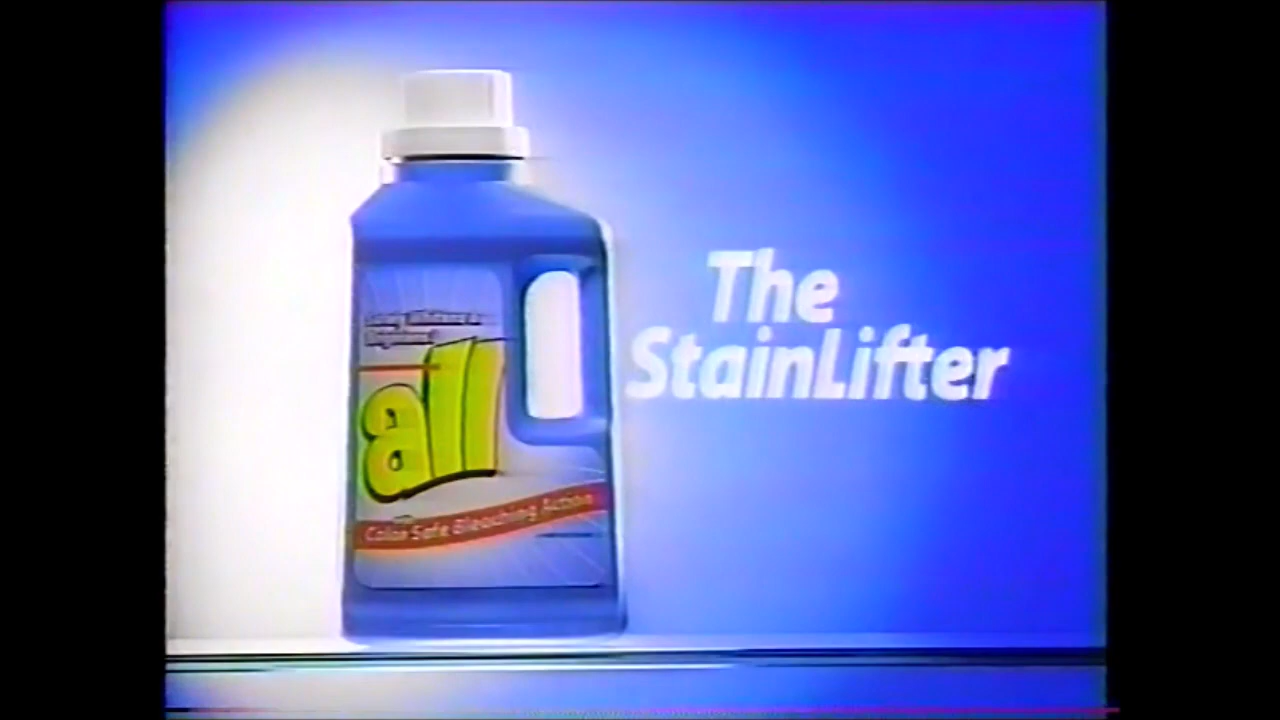 all
Color Safe Bleaching Action
The
StainLifter